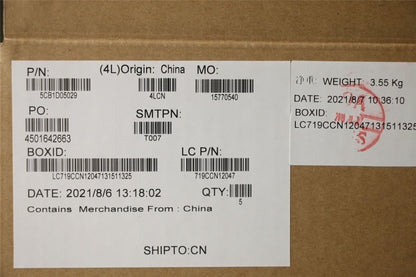 P/N:
(4L)Origin: China
MO:
5CB1D05029
4LCN
15770540
PO:
SMTPN:
4501642663
T007
BOXID:
LC P/N:
LC719CCN12047131511325
719CCN12047
DATE: 2021/8/6 13:18:02
QTY:
5
Contains Merchandise From : China
SHIPTO:CN
净重: WEIGHT 3.55 Kg
DATE: 2021/8/7 10:36:10
BOXID:
LC719CCN12047131511325